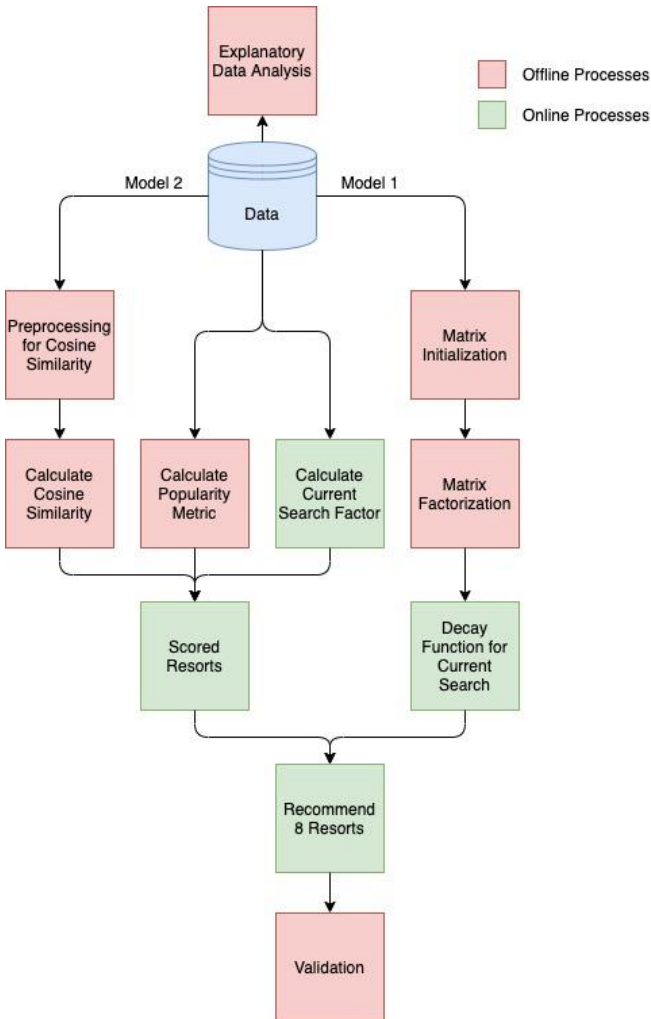 Explanatory
Data Analysis
Offline Processes
Online Processes
Model 2
Model 1
Data
Preprocessing
for Cosine
Similarity
Matrix
Initialization
Calculate
Cosine
Similarity
Calculate
Popularity
Metric
Calculate
Current
Search Factor
Matrix
Factorization
Scored
Resorts
Decay
Function for
Current
Search
Recommend
8 Resorts
Validation